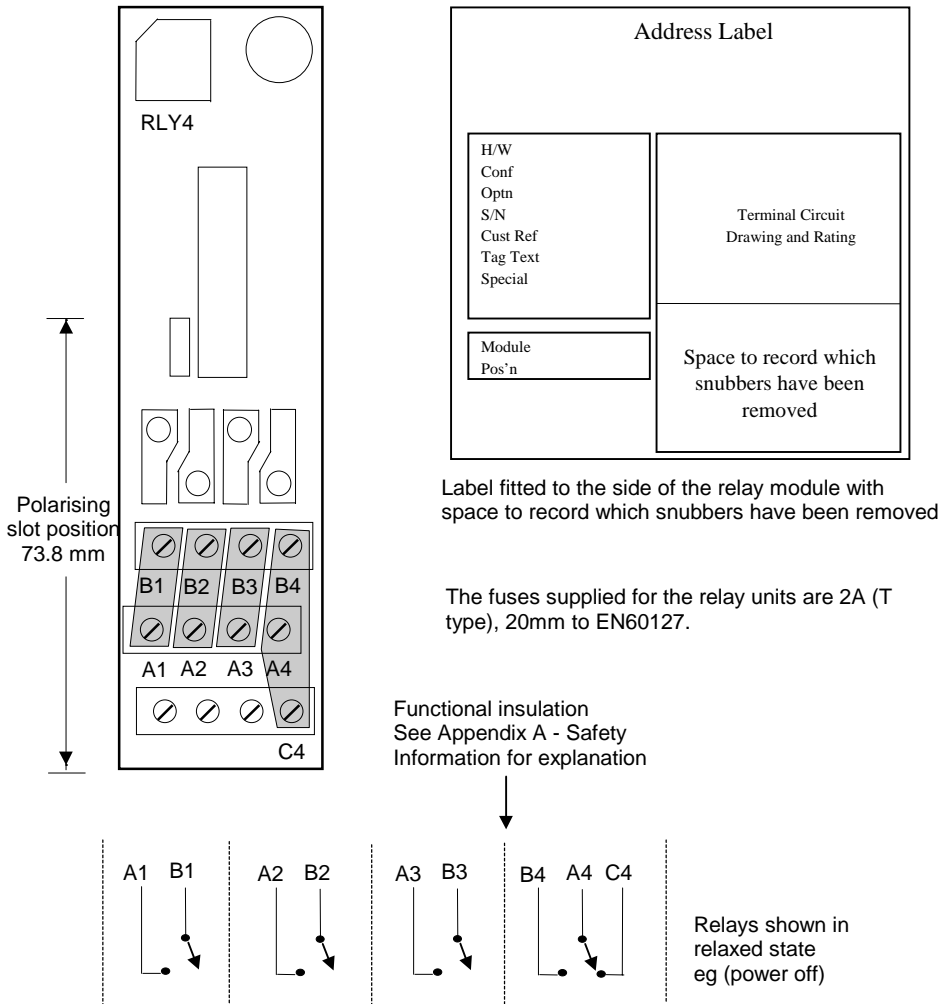 RLY4
Polarising
slot position
73.8 mm
B1 B2 B3 B4
A1 A2 A3 A4
C4
Address Label
H/W
Conf
Optn
S/N
Cust Ref
Tag Text
Special
Module
Pos'n
Terminal Circuit
Drawing and Rating
Space to record which
snubbers have been
removed
Label fitted to the side of the relay module with
space to record which snubbers have been removed
The fuses supplied for the relay units are 2A (T
type), 20mm to EN60127.
Functional insulation
See Appendix A - Safety
Information for explanation
A1 B1 A2 B2 A3 B3 B4 A4 C4
Relays shown in
relaxed state
eg (power off)